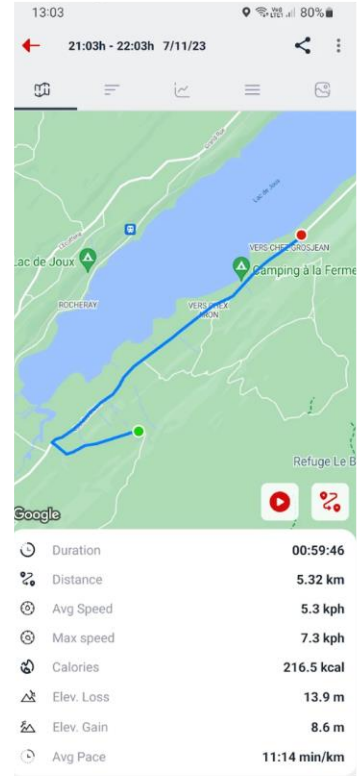 13:03
80%
21:03h - 22:03h 7/11/23
Lac de Joux
VERS CHEZ GROSJEAN
Lac de Joux
Camping à la Ferme
ROCHERAY
VERS CHEZ
MION
Refuge Le B
Google
Duration 00:59:46
Distance 5.32 km
Avg Speed 5.3 kph
Max speed 7.3 kph
Calories 216.5 kcal
Elev. Loss 13.9 m
Elev. Gain 8.6 m
Avg Pace 11:14 min/km